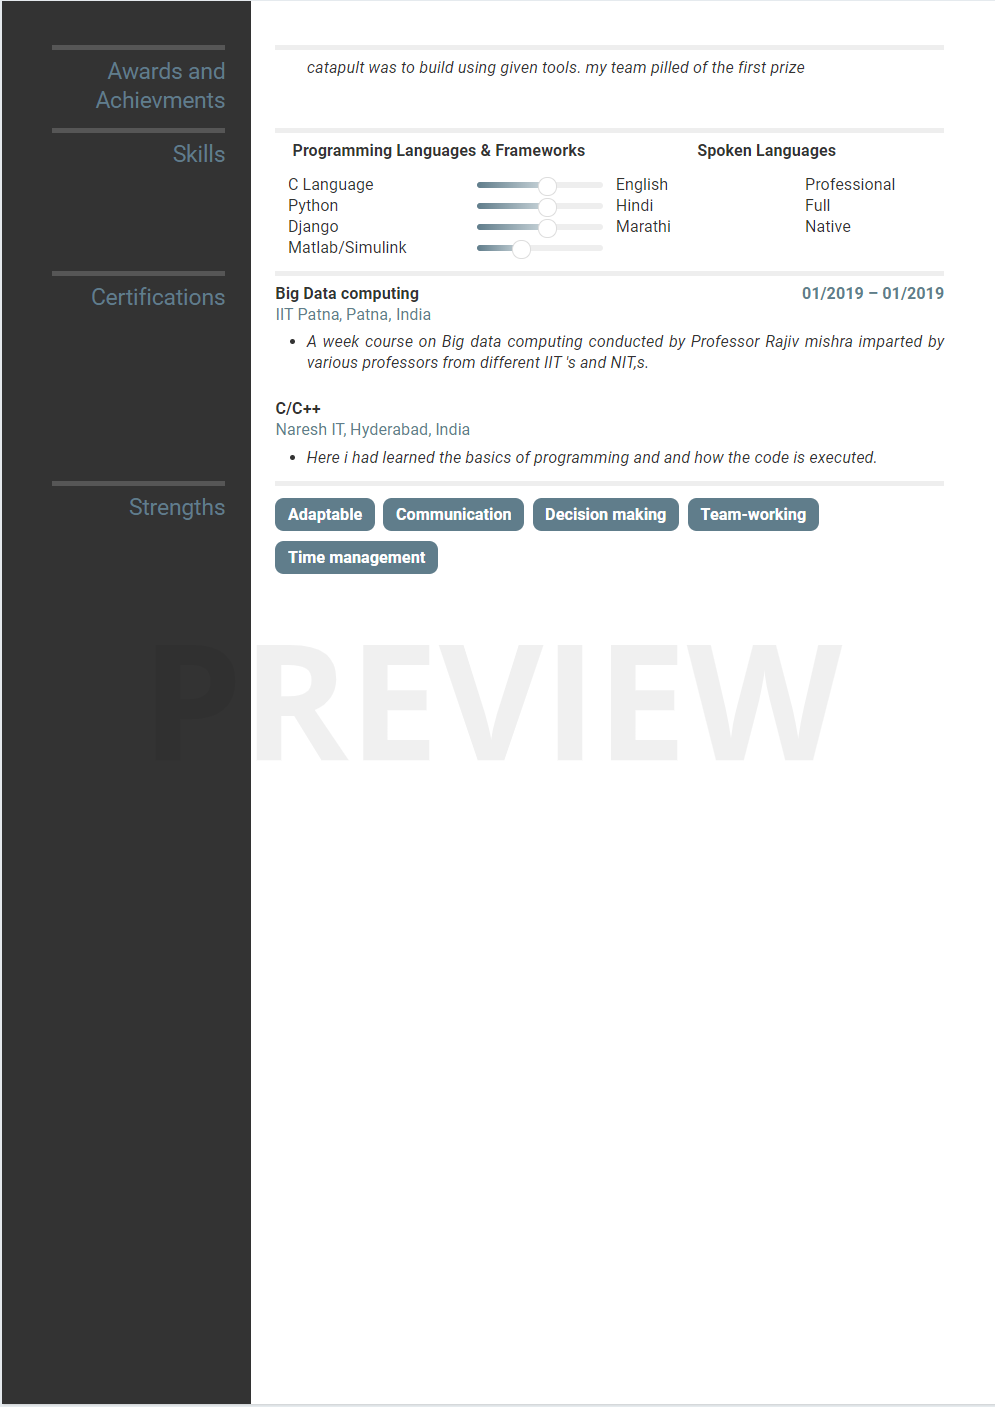 Awards and
Achievments
catapult was to build using given tools. my team pilled of the first prize
Skills
Programming Languages & Frameworks
C Language
Python
Django
Matlab/Simulink
Spoken Languages
English Professional
Hindi Full
Marathi Native
Certifications
Big Data computing 01/2019 – 01/2019
IIT Patna, Patna, India
• A week course on Big data computing conducted by Professor Rajiv mishra imparted by
various professors from different IIT 's and NIT,s.
C/C++
Naresh IT, Hyderabad, India
• Here i had learned the basics of programming and and how the code is executed.
Strengths
Adaptable Communication Decision making Team-working
Time management
PREVIEW